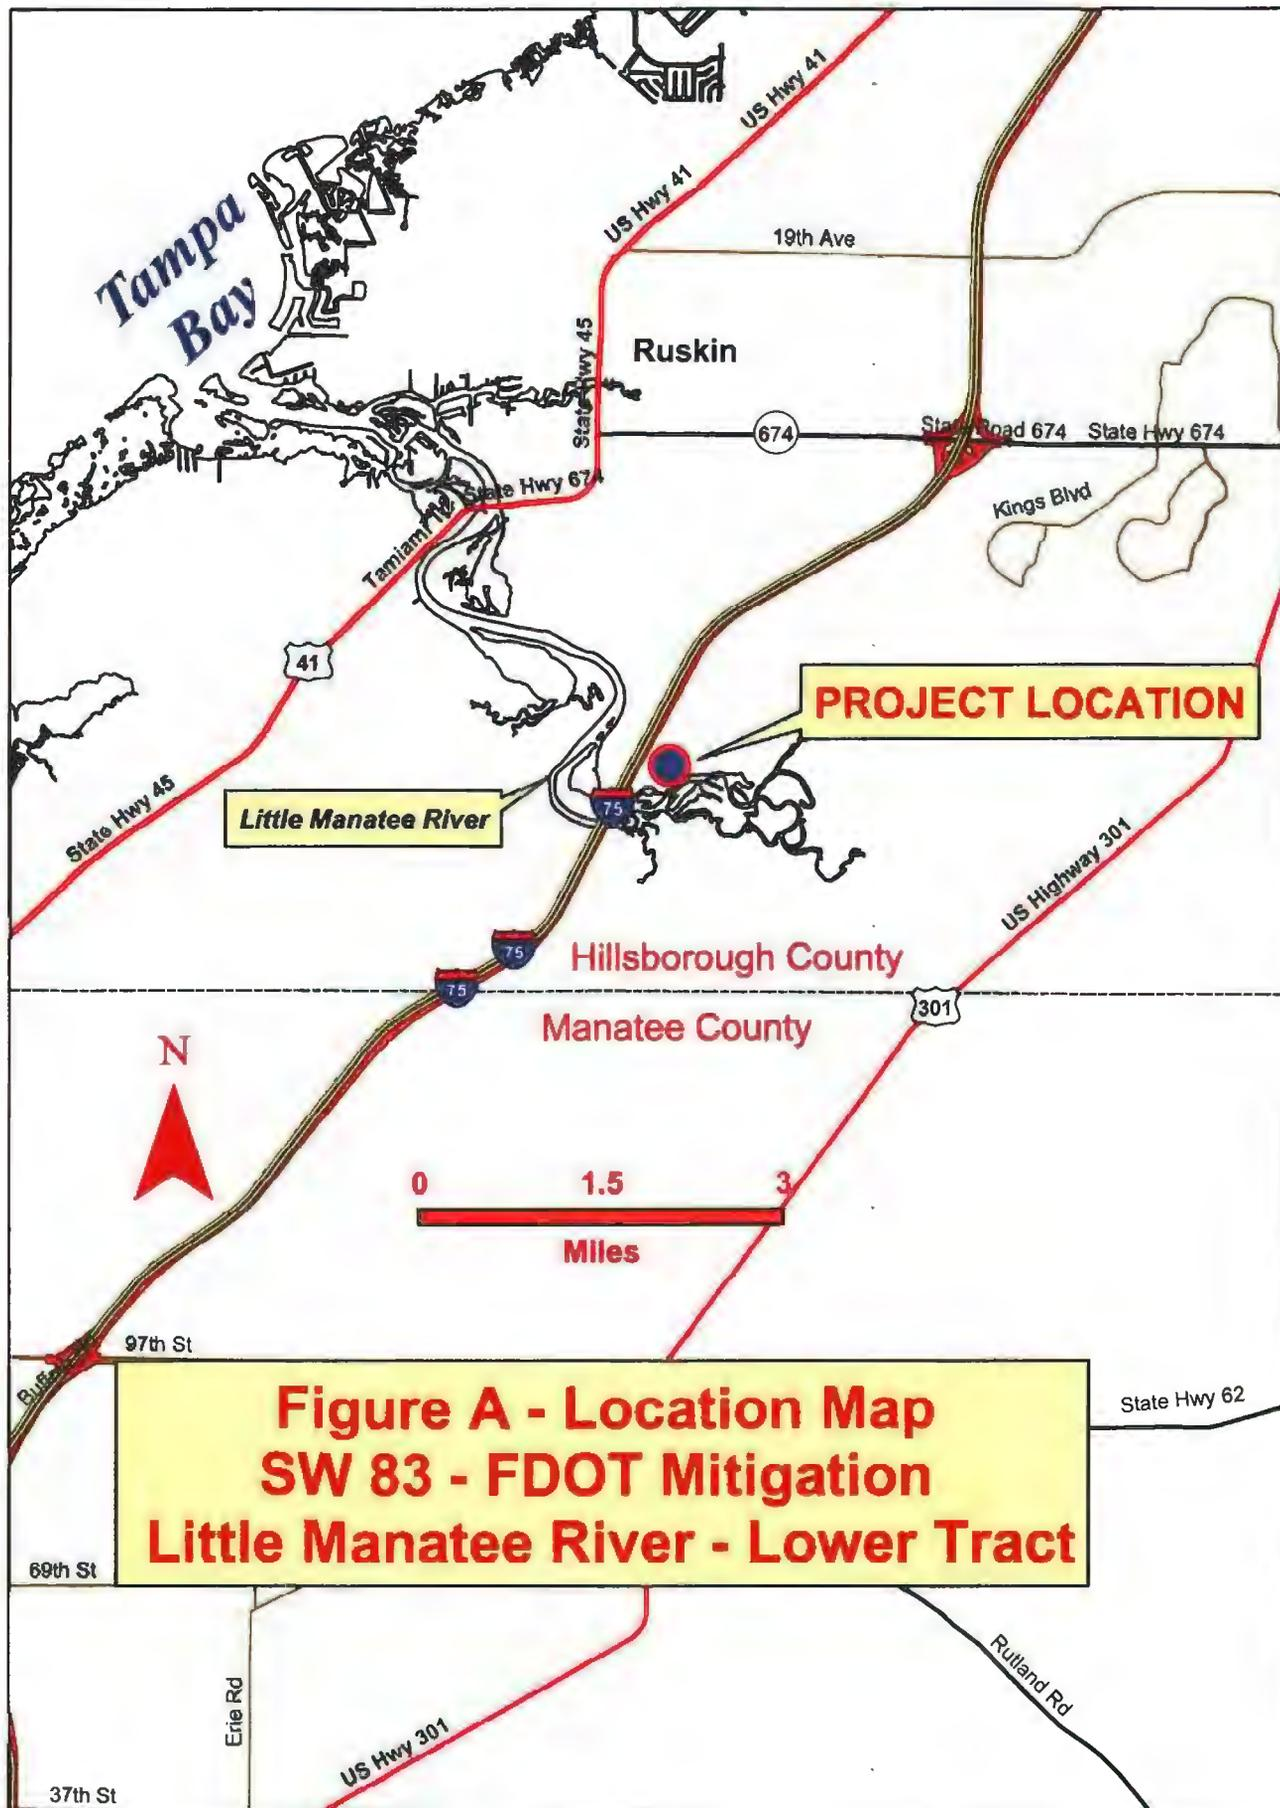 US Hwy 41
US Hwy 41
19th Ave
Tampa
Bay
State Hwy 45
Ruskin
674
State Road 674
State Hwy 674
State Hwy 674
Kings Blvd
Tamiami
41
PROJECT LOCATION
State Hwy 45
Little Manatee River
75
US Highway 301
75
Hillsborough County
75
301
Manatee County
N
0
1.5
3
Miles
97th St
Figure A - Location Map
SW 83 - FDOT Mitigation
Little Manatee River - Lower Tract
State Hwy 62
69th St
Erie Rd
Rutland Rd
US Hwy 301
37th St